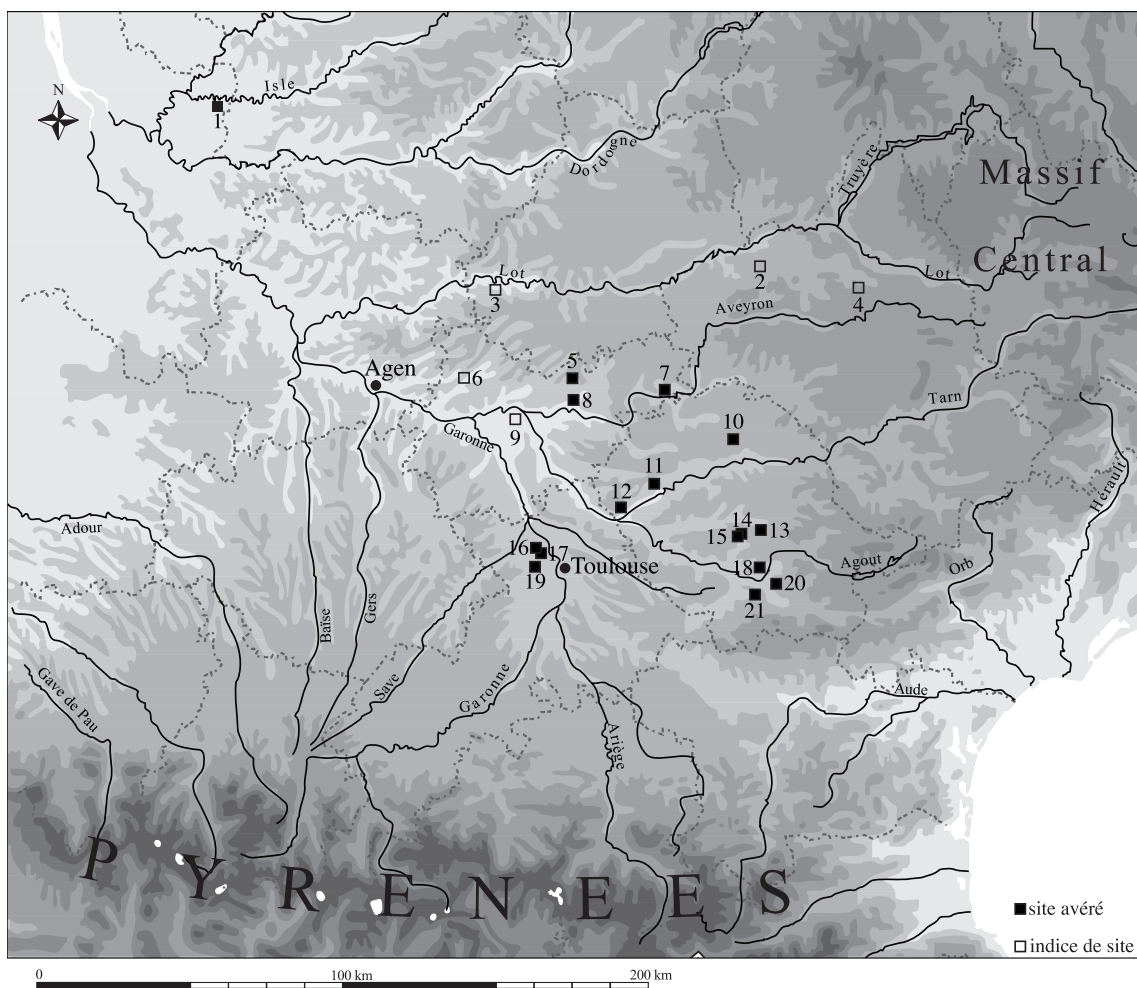 N
Isle
1
Dordogne
Truyère
Massif
Central
Lot
2
3
Lot
4
Aveyron
Agen
6
5
8
7
Tarn
9
Garonne
10
11
12
Hérault
Adour
14
15
13
16
17
Toulouse
19
18
Agout
20
21
Orb
Baïse
Gers
Save
Garonne
Gave de Pau
Ariège
Aude
PYRENEES
site avéré
indice de site
0
100 km
200 km